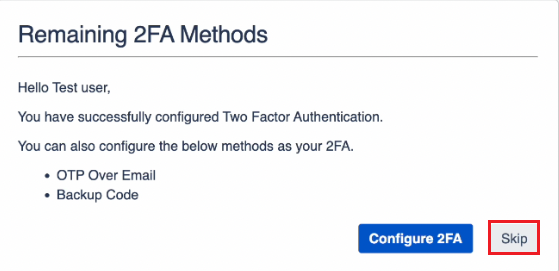 Remaining 2FA Methods
Hello Test user,
You have successfully configured Two Factor Authentication.
You can also configure the below methods as your 2FA.
• OTP Over Email
• Backup Code
Configure 2FA Skip